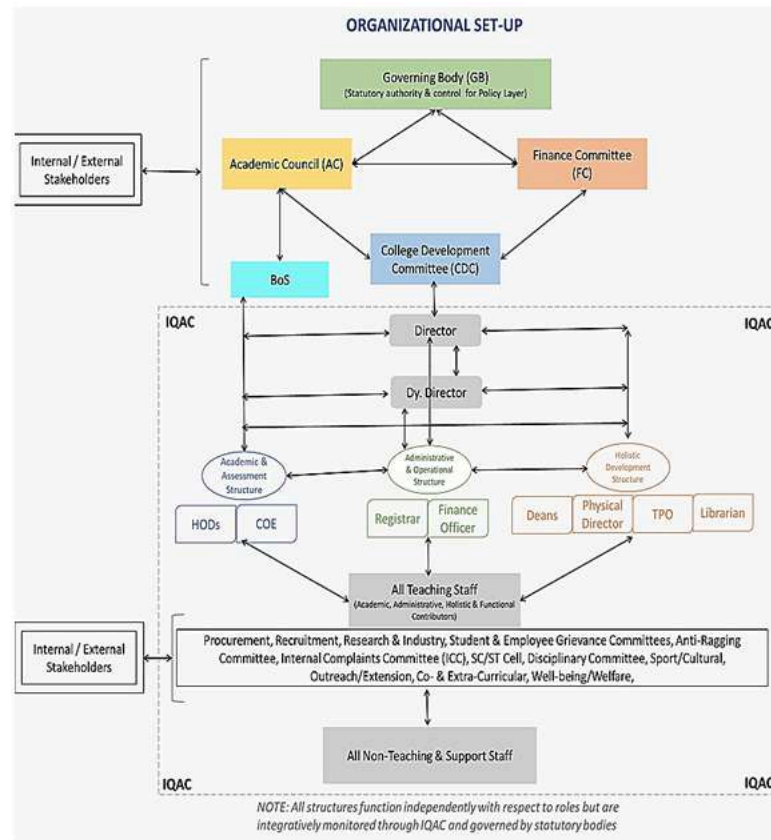 ORGANIZATIONAL SET-UP
Governing Body (GB)
(Statutory authority & control for Policy Layer)
Internal / External
Stakeholders
Academic Council (AC)
Finance Committee
(FC)
College Development
Committee (CDC)
BoS
IQAC
IQAC
Director
Dy. Director
Academic &
Assessment
Structure
Administrative
& Operational
Structure
Holistic
Development
Structure
HODs
COE
Registrar
Finance
Officer
Deans
Physical
Director
TPO
Librarian
All Teaching Staff
(Academic, Administrative, Holistic & Functional
Contributors)
Internal / External
Stakeholders
Procurement, Recruitment, Research & Industry, Student & Employee Grievance Committees, Anti-Ragging
Committee, Internal Complaints Committee (ICC), SC/ST Cell, Disciplinary Committee, Sport/Cultural,
Outreach/Extension, Co- & Extra-Curricular, Well-being/Welfare,
All Non-Teaching & Support Staff
IQAC
IQAC
NOTE: All structures function independently with respect to roles but are
integratively monitored through IQAC and governed by statutory bodies